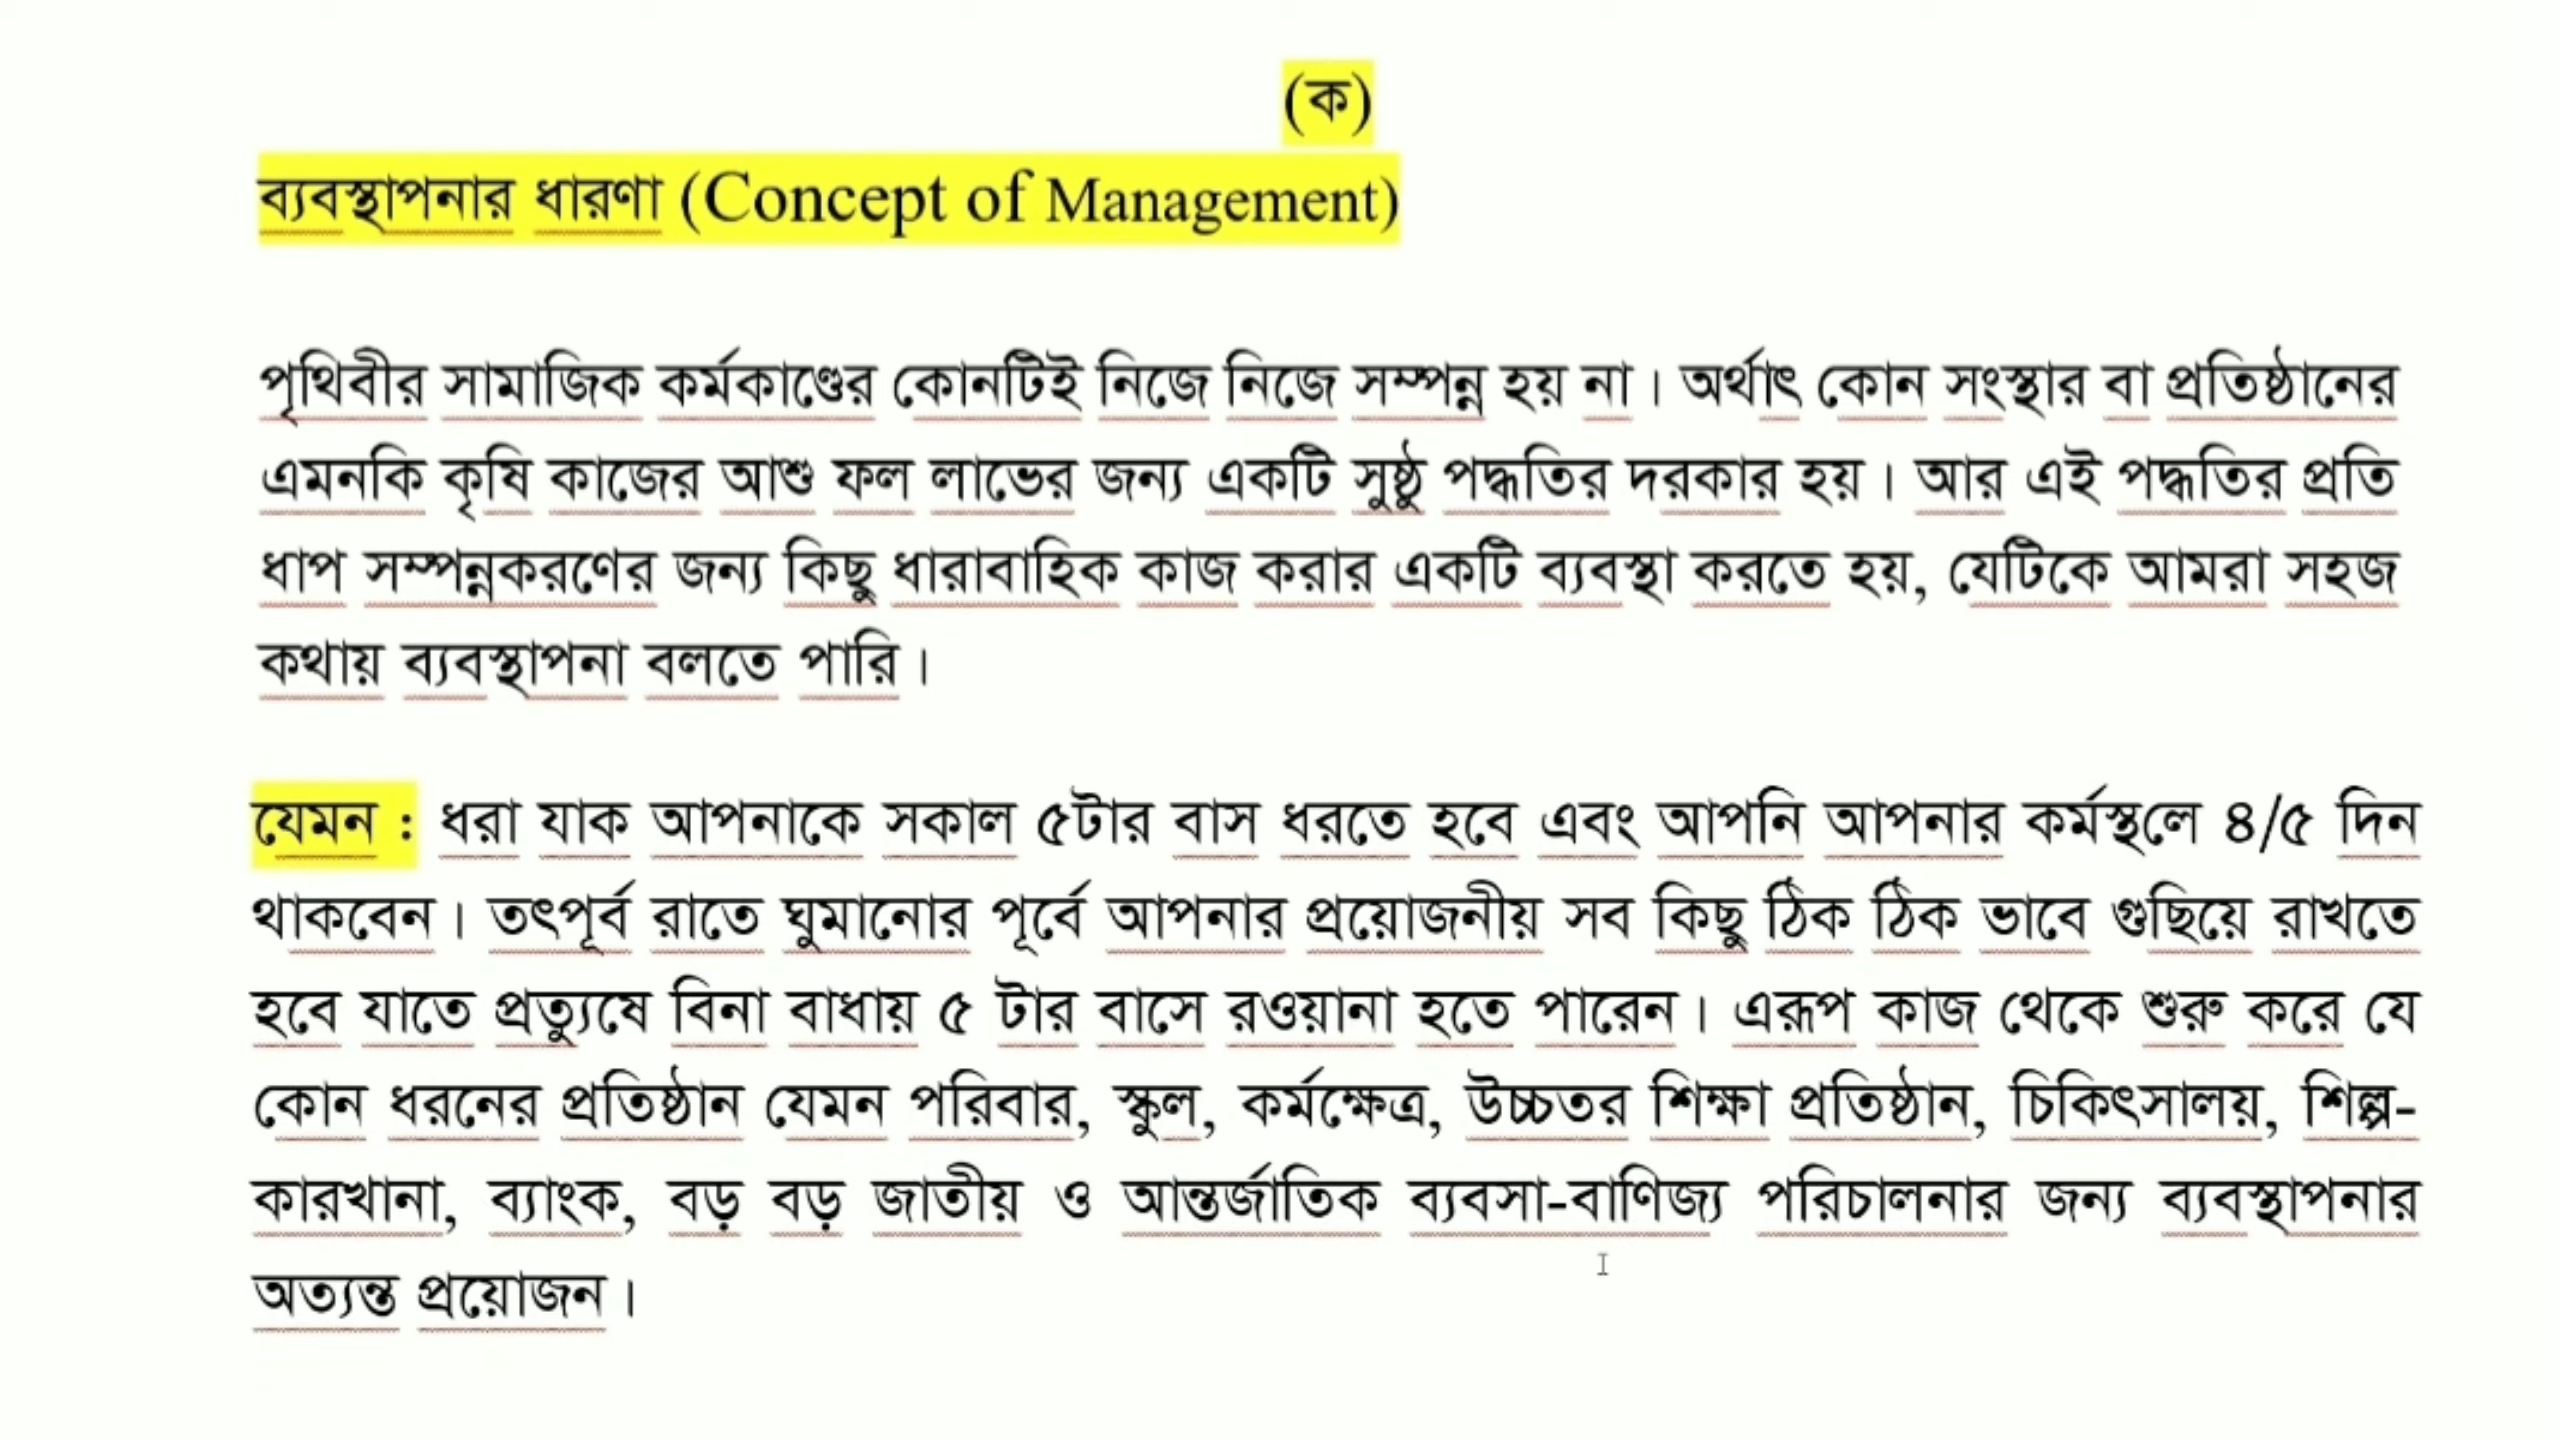 (ক)
ব্যবস্থাপনার ধারণা (Concept of Management)
পৃথিবীর সামাজিক কর্মকাণ্ডের কোনটিই নিজে নিজে সম্পন্ন হয় না। অর্থাৎ কোন সংস্থার বা প্রতিষ্ঠানের
এমনকি কৃষি কাজের আশু ফল লাভের জন্য একটি সুষ্ঠু পদ্ধতির দরকার হয়। আর এই পদ্ধতির প্রতি
ধাপ সম্পন্নকরণের জন্য কিছু ধারাবাহিক কাজ করার একটি ব্যবস্থা করতে হয়, যেটিকে আমরা সহজ
কথায় ব্যবস্থাপনা বলতে পারি।
যেমন : ধরা যাক আপনাকে সকাল ৫টার বাস ধরতে হবে এবং আপনি আপনার কর্মস্থলে ৪/৫ দিন
থাকবেন। তৎপূর্ব রাতে ঘুমানোর পূর্বে আপনার প্রয়োজনীয় সব কিছু ঠিক ঠিক ভাবে গুছিয়ে রাখতে
হবে যাতে প্রত্যুষে বিনা বাধায় ৫ টার বাসে রওয়ানা হতে পারেন। এরূপ কাজ থেকে শুরু করে যে
কোন ধরনের প্রতিষ্ঠান যেমন পরিবার, স্কুল, কর্মক্ষেত্র, উচ্চতর শিক্ষা প্রতিষ্ঠান, চিকিৎসালয়, শিল্প-
কারখানা, ব্যাংক, বড় বড় জাতীয় ও আন্তর্জাতিক ব্যবসা-বাণিজ্য পরিচালনার জন্য ব্যবস্থাপনার
অত্যন্ত প্রয়োজন।